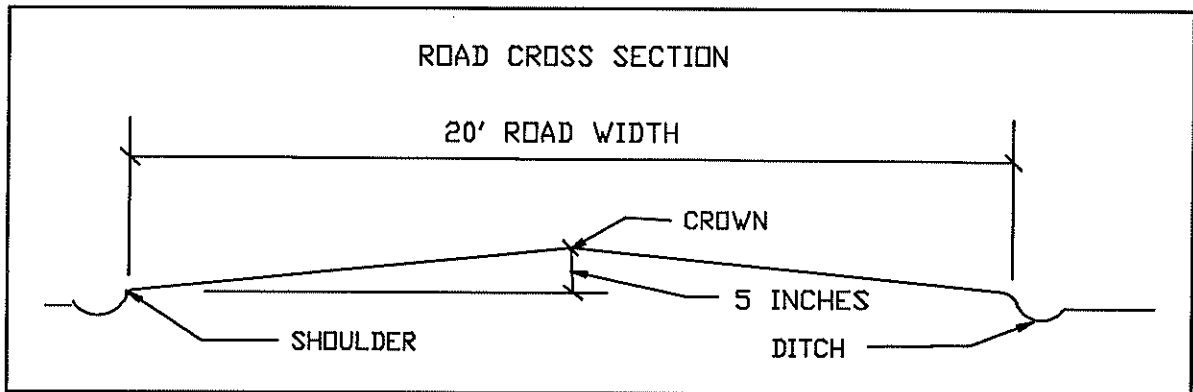 ROAD CROSS SECTION
20' ROAD WIDTH
CROWN
5 INCHES
SHOULDER
DITCH